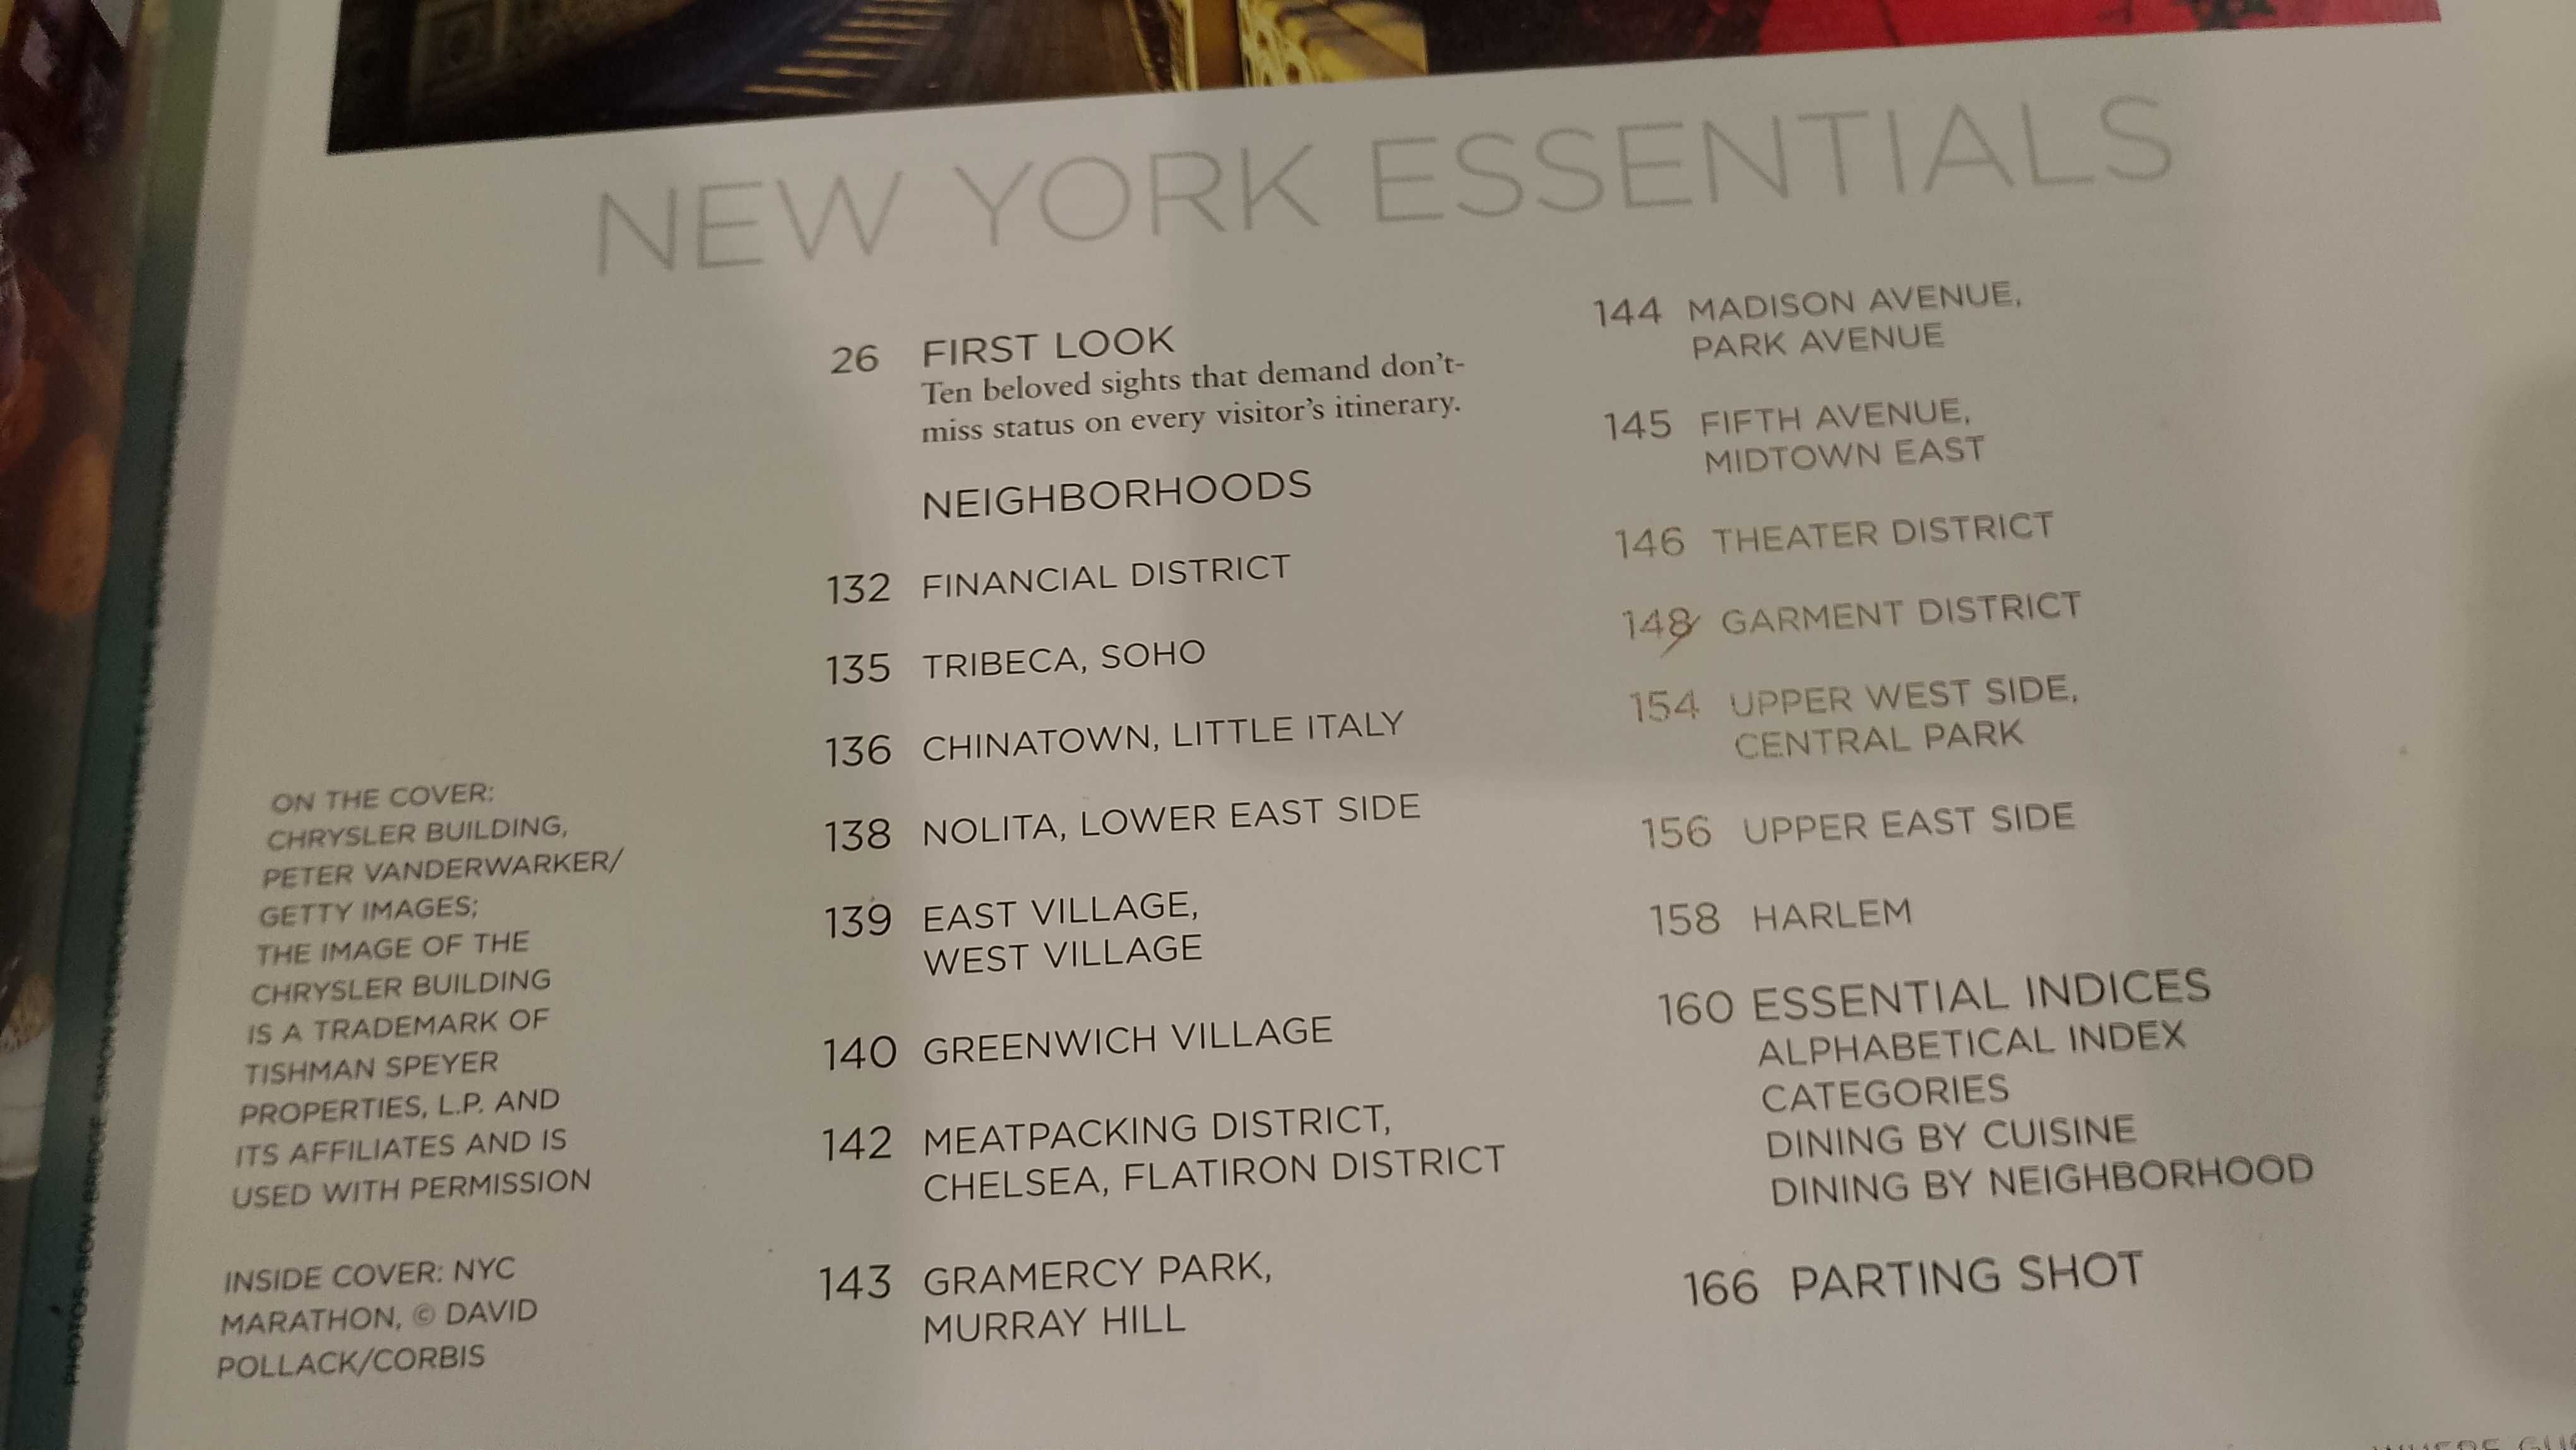 NEW YORK ESSENTIALS
26 FIRST LOOK
Ten beloved sights that demand don't-
miss status on every visitor's itinerary.
NEIGHBORHOODS
132 FINANCIAL DISTRICT
135 TRIBECA, SOHO
136 CHINATOWN, LITTLE ITALY
138 NOLITA, LOWER EAST SIDE
139 EAST VILLAGE,
WEST VILLAGE
140 GREENWICH VILLAGE
142 MEATPACKING DISTRICT,
CHELSEA, FLATIRON DISTRICT
143 GRAMERCY PARK,
MURRAY HILL
144 MADISON AVENUE,
PARK AVENUE
145 FIFTH AVENUE,
MIDTOWN EAST
146 THEATER DISTRICT
148 GARMENT DISTRICT
154 UPPER WEST SIDE,
CENTRAL PARK
156 UPPER EAST SIDE
158 HARLEM
160 ESSENTIAL INDICES
ALPHABETICAL INDEX
CATEGORIES
DINING BY CUISINE
DINING BY NEIGHBORHOOD
166 PARTING SHOT
ON THE COVER:
CHRYSLER BUILDING,
PETER VANDERWARKER/
GETTY IMAGES;
THE IMAGE OF THE
CHRYSLER BUILDING
IS A TRADEMARK OF
TISHMAN SPEYER
PROPERTIES, L.P. AND
ITS AFFILIATES AND IS
USED WITH PERMISSION
INSIDE COVER: NYC
MARATHON, © DAVID
POLLACK/CORBIS
PHOTOS: BOW BRIDGE,